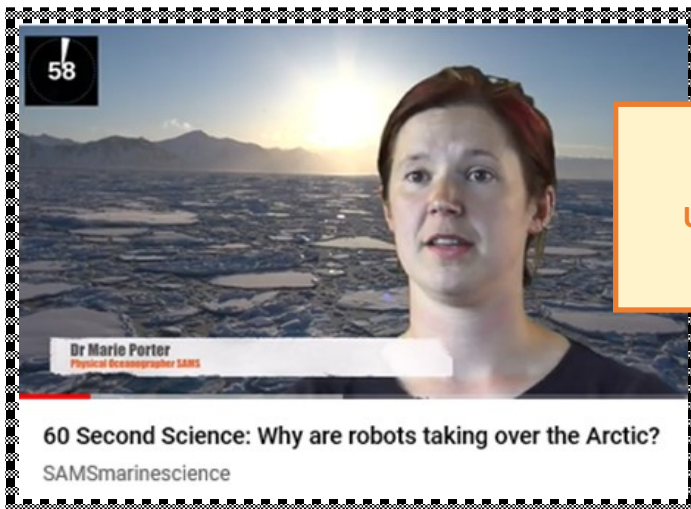 58
Dr Marie Porter
Physical Oceanographer SAMS
60 Second Science: Why are robots taking over the Arctic?
SAMSmarinescience